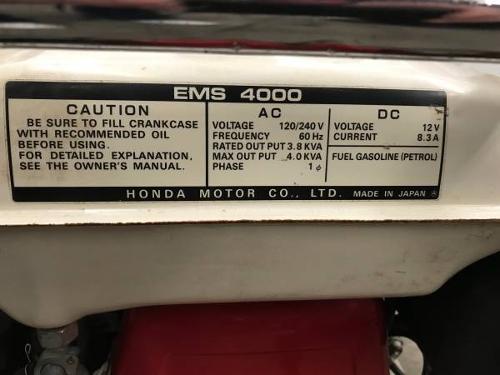 EMS 4000
CAUTION
BE SURE TO FILL CRANKCASE
WITH RECOMMENDED OIL
BEFORE USING.
FOR DETAILED EXPLANATION,
SEE THE OWNER'S MANUAL.
AC
VOLTAGE 120/240 V
FREQUENCY 60 Hz
RATED OUT PUT 3.8 KVA
MAX OUT PUT 4.0 KVA
PHASE 1 ϕ
DC
VOLTAGE 12 V
CURRENT 8.3 A
FUEL GASOLINE (PETROL)
HONDA MOTOR CO., LTD. MADE IN JAPAN